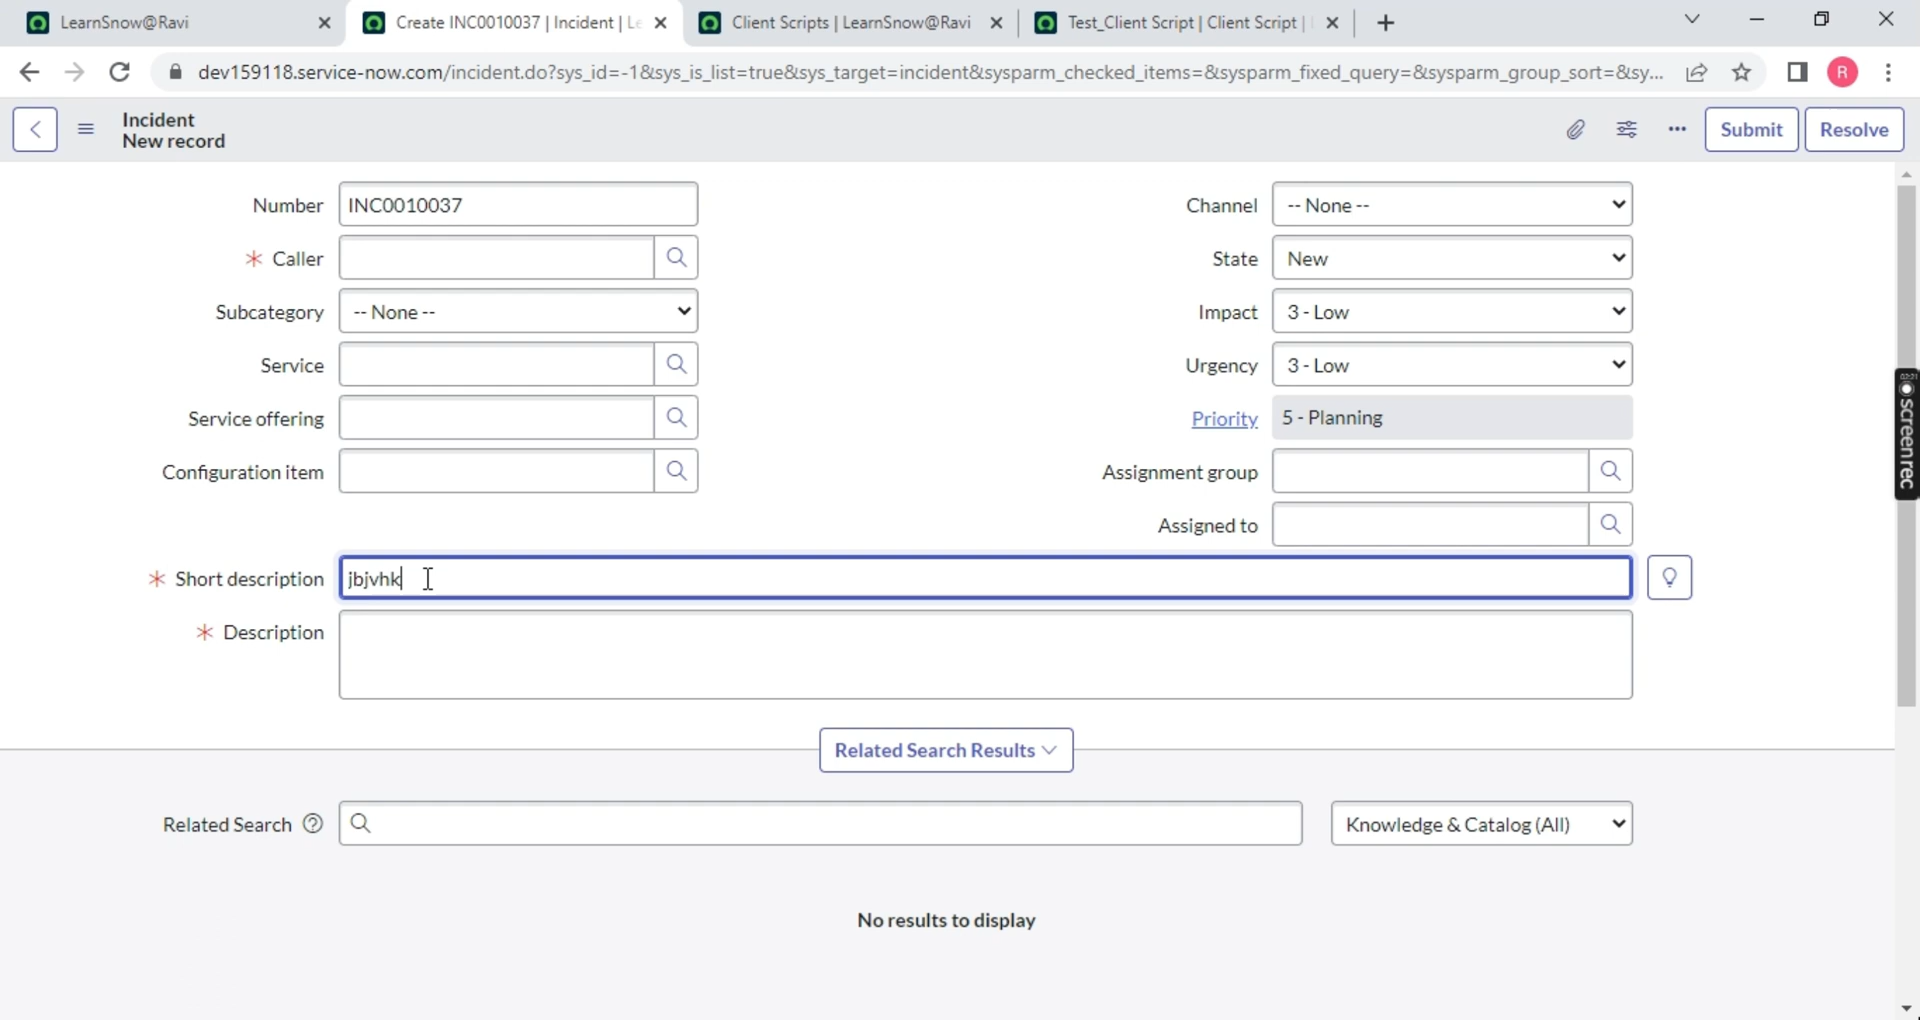 LearnSnow@Ravi
Create INC0010037 | Incident | Le
Client Scripts | LearnSnow@Ravi
Test_Client Script | Client Script |
dev159118.service-now.com/incident.do?sys_id=-1&sys_is_list=true&sys_target=incident&sysparm_checked_items=&sysparm_fixed_query=&sysparm_group_sort=&sy...
R
Incident
New record
Submit
Resolve
Number
INC0010037
Channel
-- None --
* Caller
State
New
Subcategory
-- None --
Impact
3 - Low
Service
Urgency
3 - Low
Service offering
Priority
5 - Planning
Configuration item
Assignment group
Assigned to
* Short description
jbjvhk
* Description
Related Search Results
Related Search
Knowledge & Catalog (All)
No results to display
screenrec